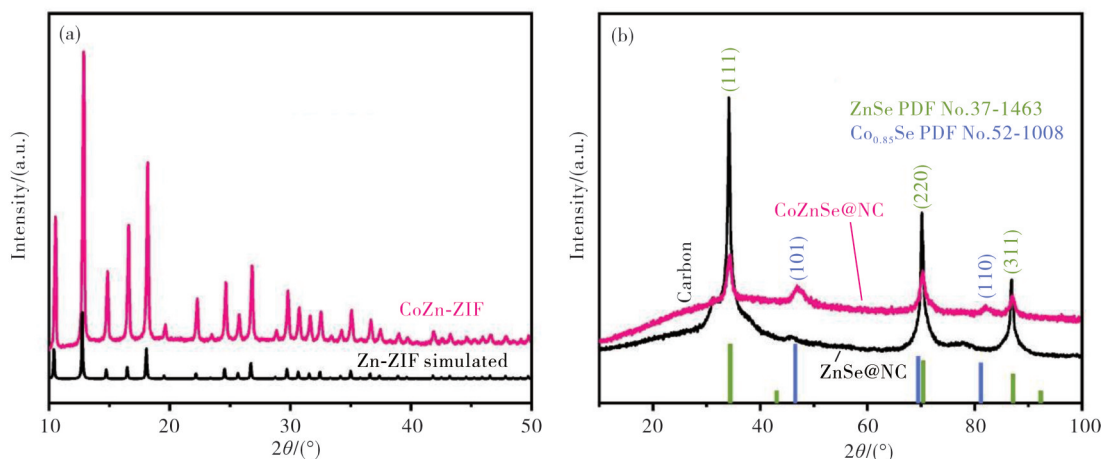 (a)
Intensity/(a.u.)
CoZn-ZIF
Zn-ZIF simulated
10 20 30 40 50
2θ/(°)
(b)
Intensity/(a.u.)
(111)
ZnSe PDF No.37-1463
Co₀.₈₅Se PDF No.52-1008
(220)
CoZnSe@NC
Carbon
(101)
(110)
(311)
ZnSe@NC
20 40 60 80 100
2θ/(°)